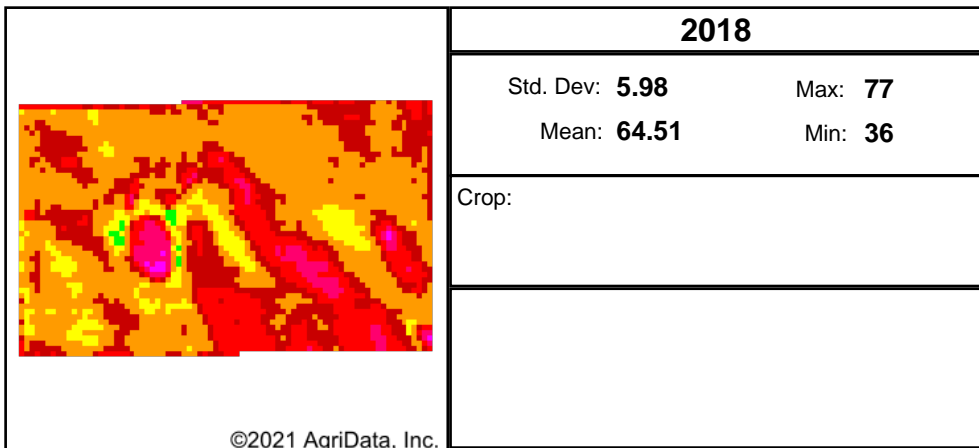 2018
Std. Dev: 5.98 Max: 77
Mean: 64.51 Min: 36
Crop:
©2021 AgriData, Inc.